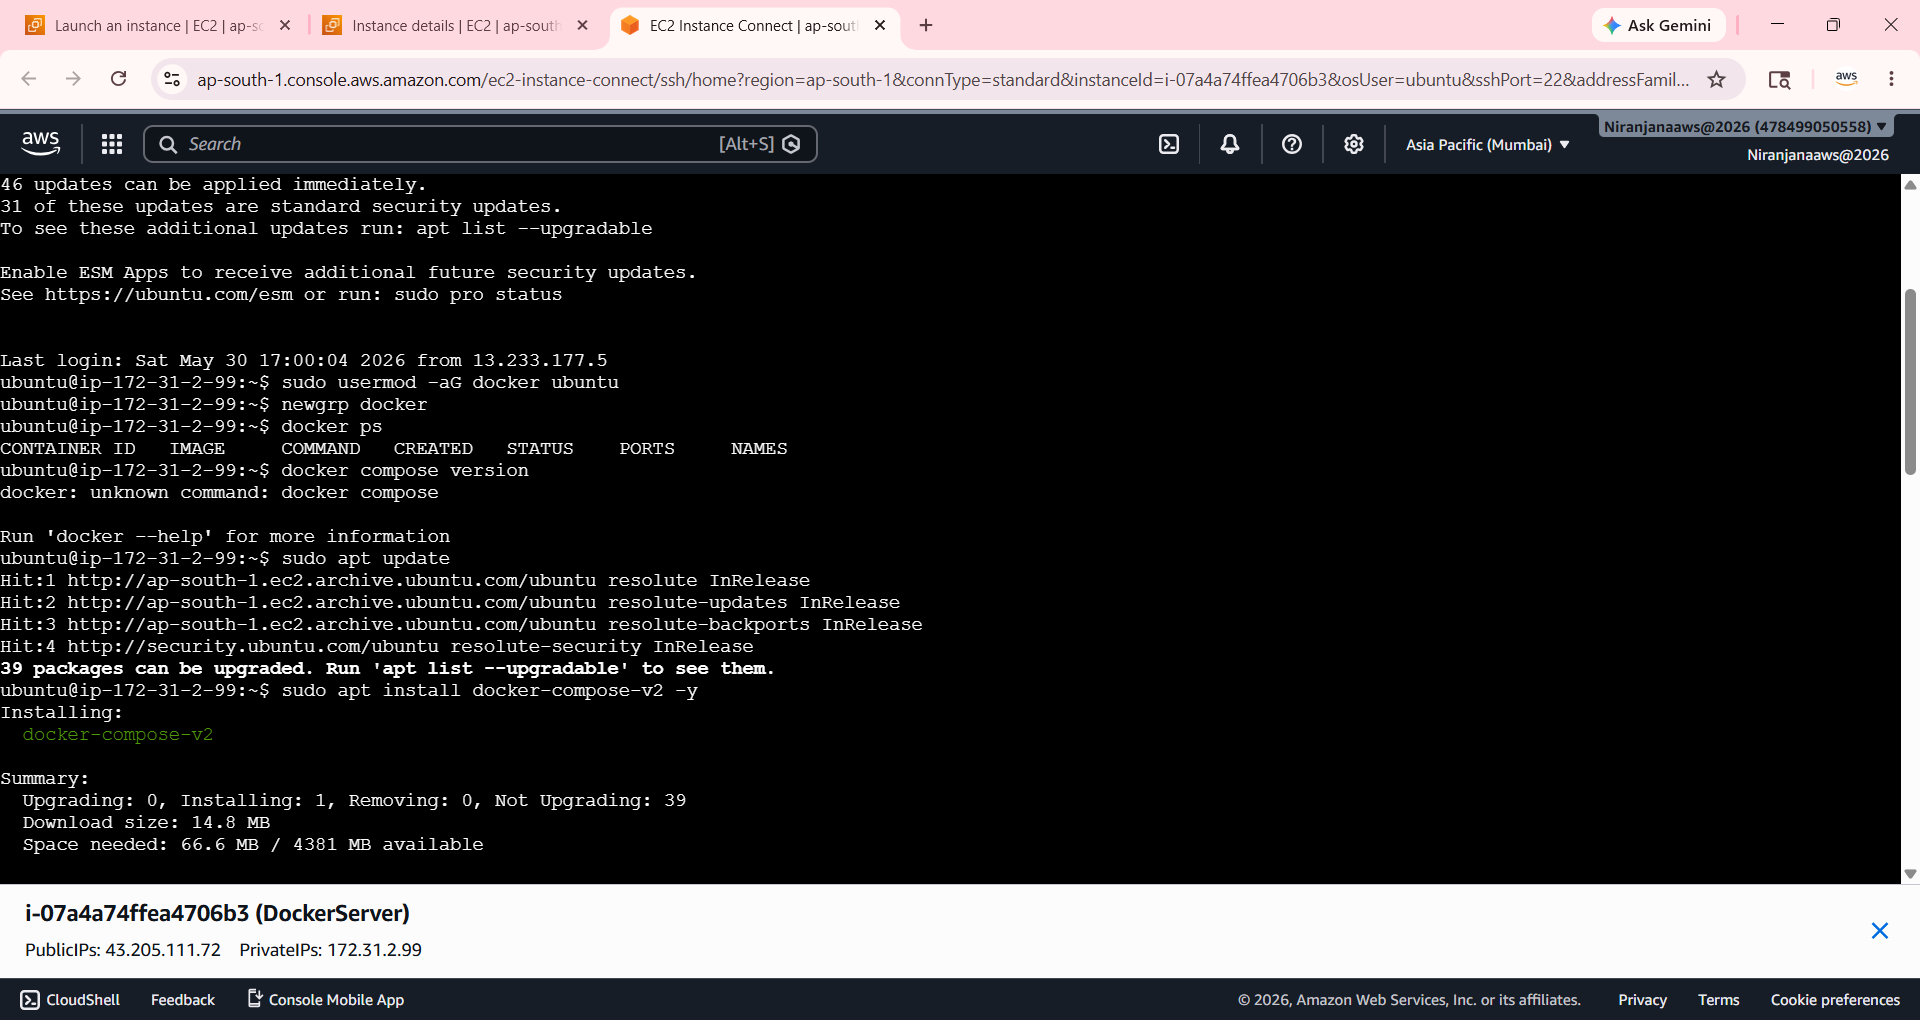 Launch an instance | EC2 | ap-so
Instance details | EC2 | ap-south
EC2 Instance Connect | ap-sout
Ask Gemini
ap-south-1.console.aws.amazon.com/ec2-instance-connect/ssh/home?region=ap-south-1&connType=standard&instanceId=i-07a4a74ffea4706b3&osUser=ubuntu&sshPort=22&addressFamil...
aws
aws
Search
[Alt+S]
Asia Pacific (Mumbai)
Niranjanaaws@2026 (478499050558)
Niranjanaaws@2026
46 updates can be applied immediately.
31 of these updates are standard security updates.
To see these additional updates run: apt list --upgradable
Enable ESM Apps to receive additional future security updates.
See https://ubuntu.com/esm or run: sudo pro status
Last login: Sat May 30 17:00:04 2026 from 13.233.177.5
ubuntu@ip-172-31-2-99:~$ sudo usermod -aG docker ubuntu
ubuntu@ip-172-31-2-99:~$ newgrp docker
ubuntu@ip-172-31-2-99:~$ docker ps
CONTAINER ID   IMAGE     COMMAND   CREATED   STATUS    PORTS     NAMES
ubuntu@ip-172-31-2-99:~$ docker compose version
docker: unknown command: docker compose
Run 'docker --help' for more information
ubuntu@ip-172-31-2-99:~$ sudo apt update
Hit:1 http://ap-south-1.ec2.archive.ubuntu.com/ubuntu resolute InRelease
Hit:2 http://ap-south-1.ec2.archive.ubuntu.com/ubuntu resolute-updates InRelease
Hit:3 http://ap-south-1.ec2.archive.ubuntu.com/ubuntu resolute-backports InRelease
Hit:4 http://security.ubuntu.com/ubuntu resolute-security InRelease
39 packages can be upgraded. Run 'apt list --upgradable' to see them.
ubuntu@ip-172-31-2-99:~$ sudo apt install docker-compose-v2 -y
Installing:
  docker-compose-v2
Summary:
  Upgrading: 0, Installing: 1, Removing: 0, Not Upgrading: 39
  Download size: 14.8 MB
  Space needed: 66.6 MB / 4381 MB available
i-07a4a74ffea4706b3 (DockerServer)
PublicIPs: 43.205.111.72 PrivateIPs: 172.31.2.99
CloudShell Feedback Console Mobile App © 2026, Amazon Web Services, Inc. or its affiliates. Privacy Terms Cookie preferences